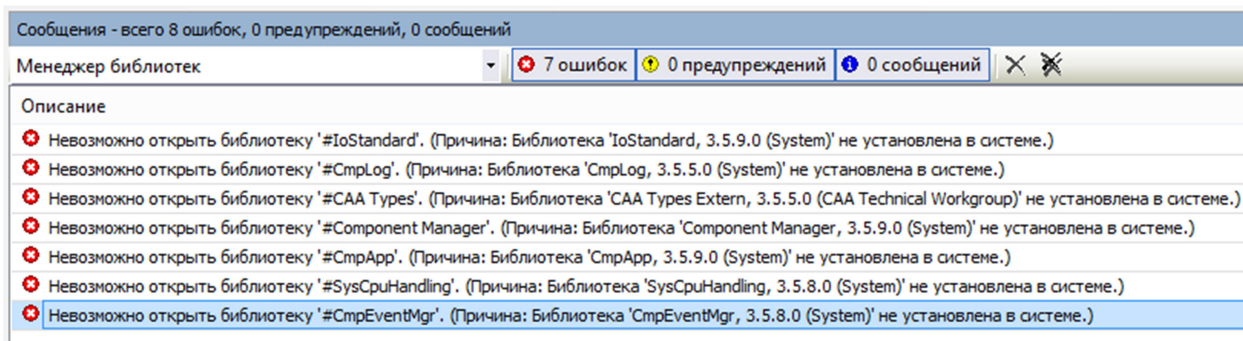 Сообщения - всего 8 ошибок, 0 предупреждений, 0 сообщений
Менеджер библиотек 7 ошибок 0 предупреждений 0 сообщений
Описание
Невозможно открыть библиотеку '#IoStandard'. (Причина: Библиотека 'IoStandard, 3.5.9.0 (System)' не установлена в системе.)
Невозможно открыть библиотеку '#CmpLog'. (Причина: Библиотека 'CmpLog, 3.5.5.0 (System)' не установлена в системе.)
Невозможно открыть библиотеку '#CAA Types'. (Причина: Библиотека 'CAA Types Extern, 3.5.5.0 (CAA Technical Workgroup)' не установлена в системе.)
Невозможно открыть библиотеку '#Component Manager'. (Причина: Библиотека 'Component Manager, 3.5.9.0 (System)' не установлена в системе.)
Невозможно открыть библиотеку '#CmpApp'. (Причина: Библиотека 'CmpApp, 3.5.9.0 (System)' не установлена в системе.)
Невозможно открыть библиотеку '#SysCpuHandling'. (Причина: Библиотека 'SysCpuHandling, 3.5.8.0 (System)' не установлена в системе.)
Невозможно открыть библиотеку '#CmpEventMgr'. (Причина: Библиотека 'CmpEventMgr, 3.5.8.0 (System)' не установлена в системе.)